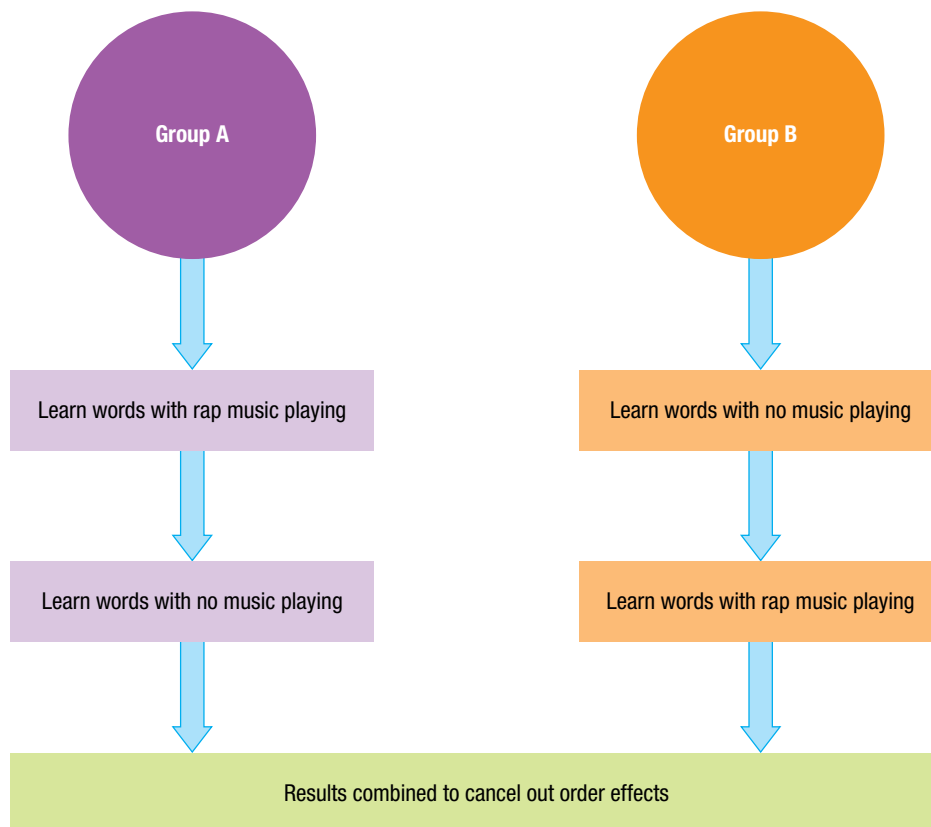 Group A
Group B
Learn words with rap music playing
Learn words with no music playing
Learn words with no music playing
Learn words with rap music playing
Results combined to cancel out order effects